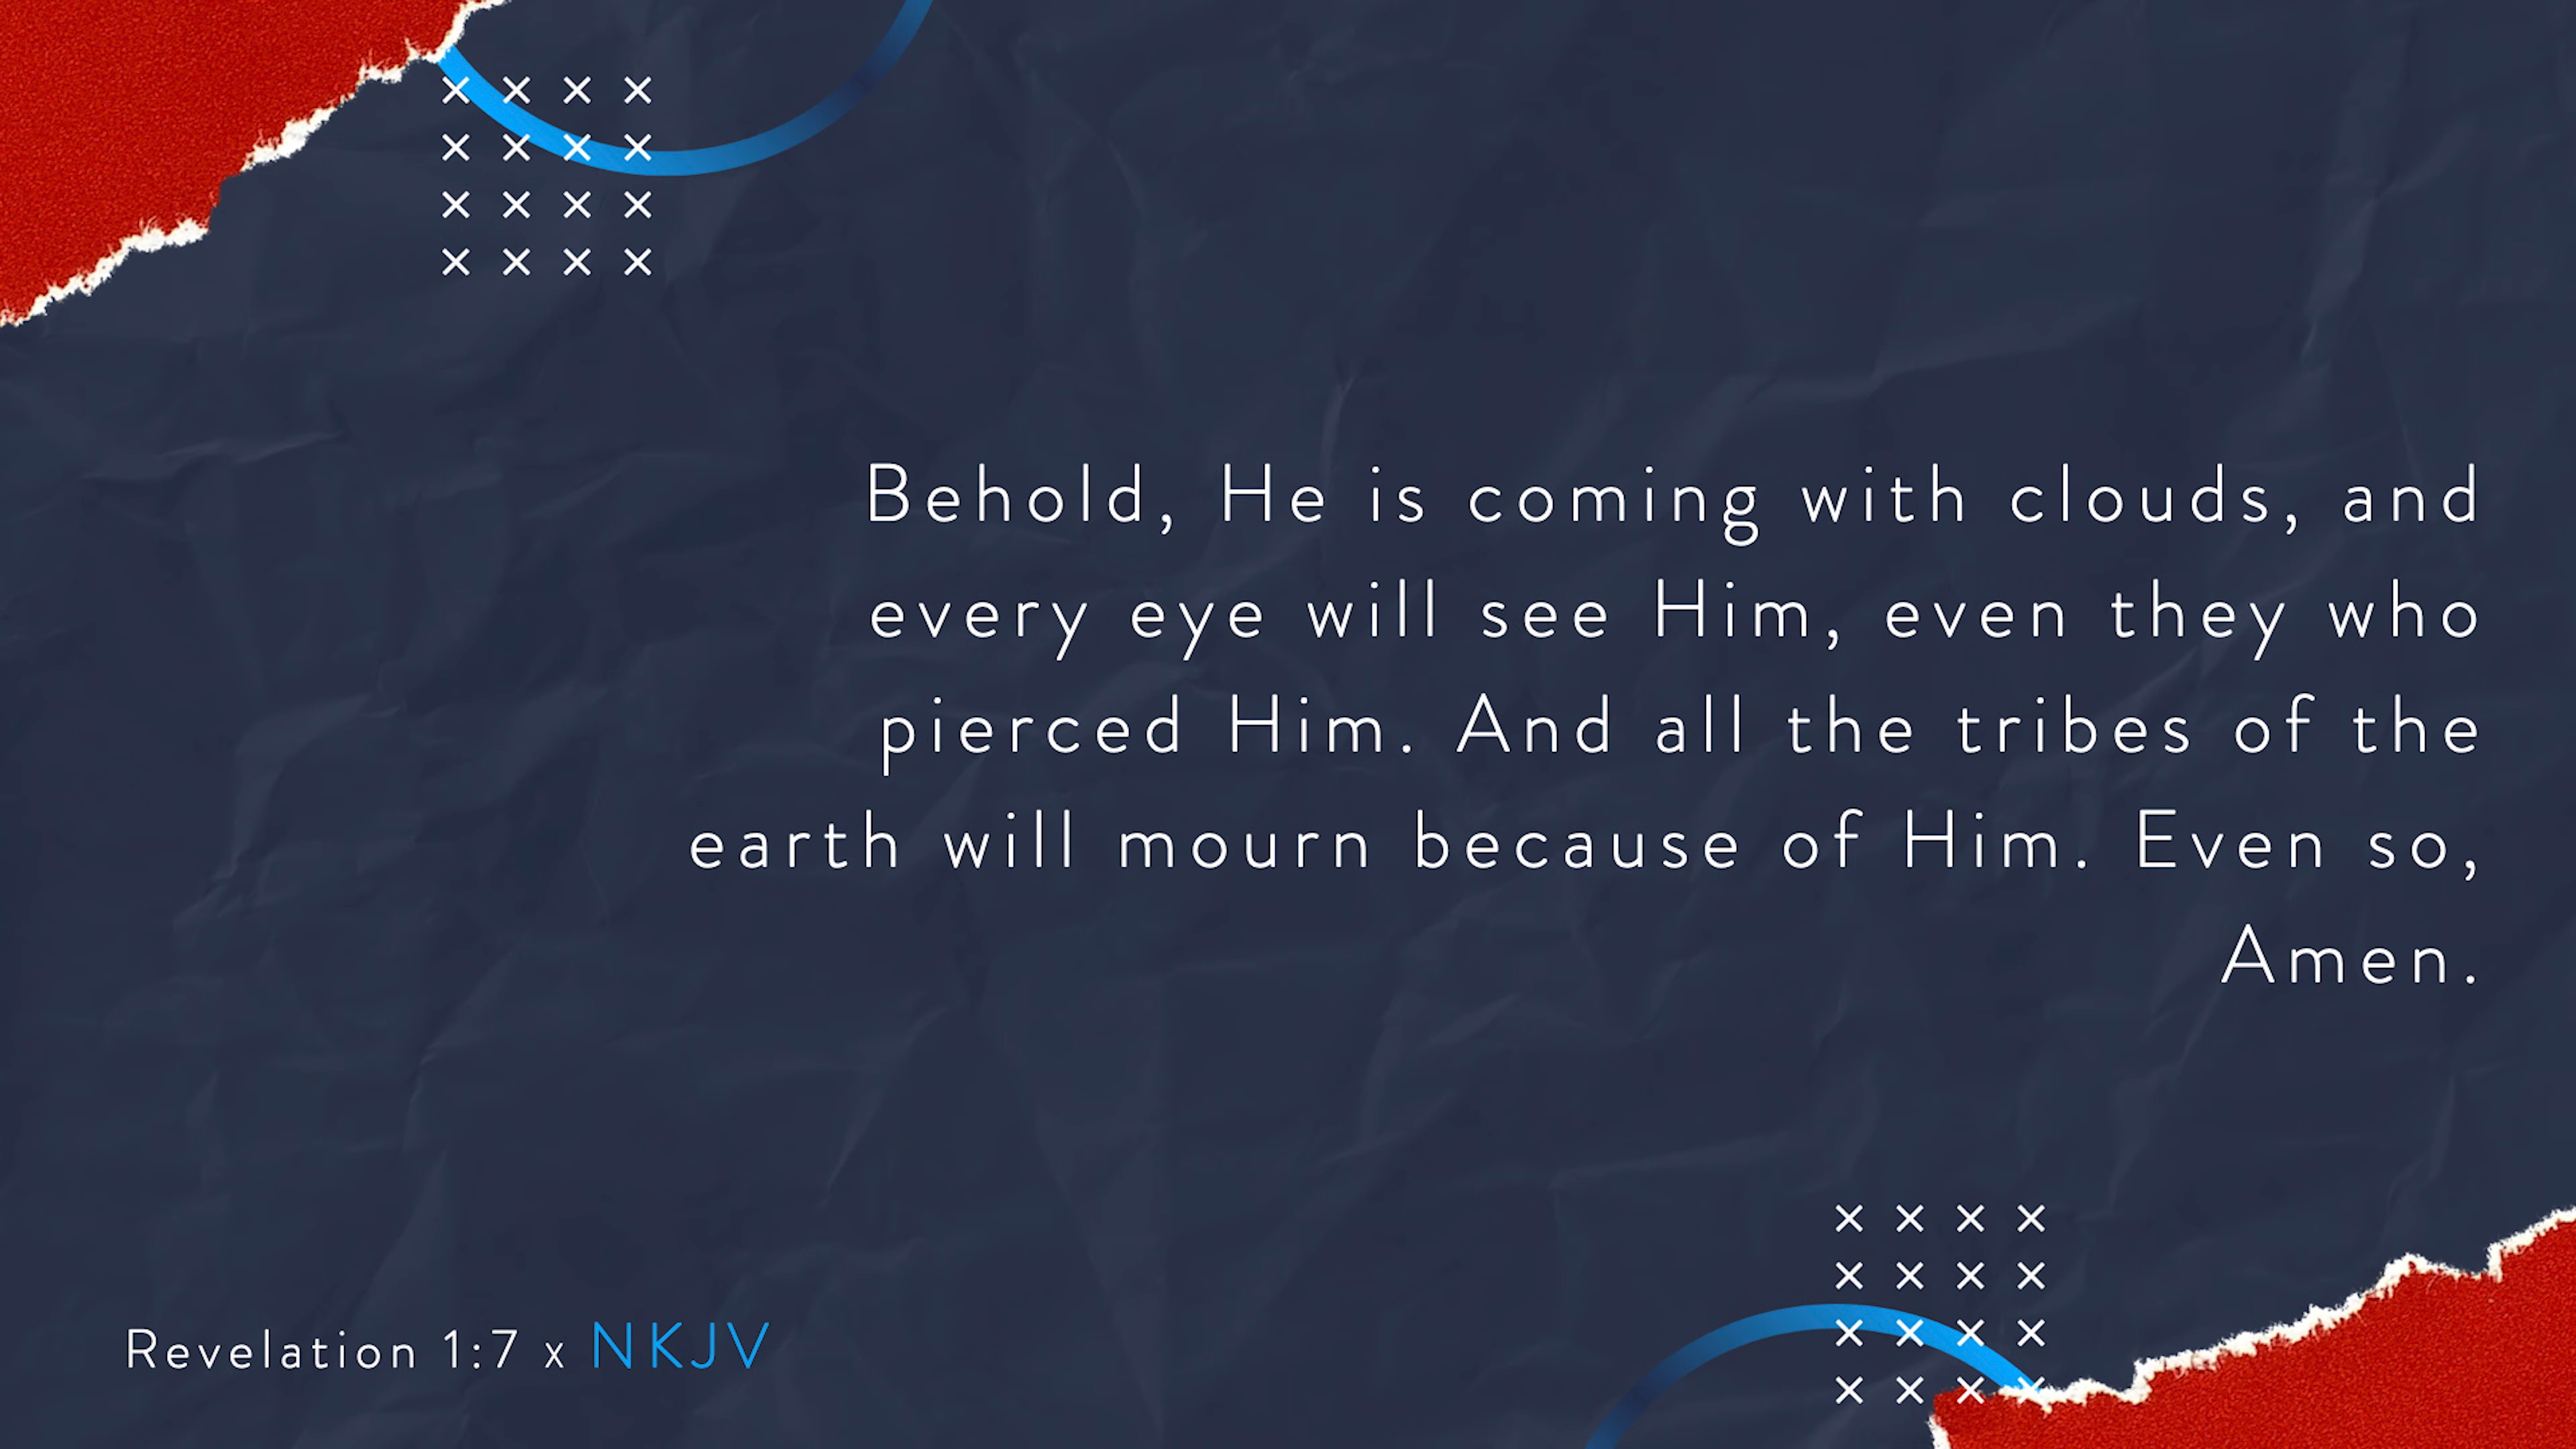 Behold, He is coming with clouds, and
every eye will see Him, even they who
pierced Him. And all the tribes of the
earth will mourn because of Him. Even so,
Amen.
Revelation 1:7 x NKJV